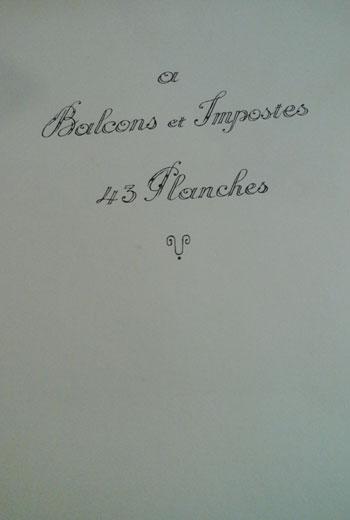 a
Balcons et Impostes
43 Planches